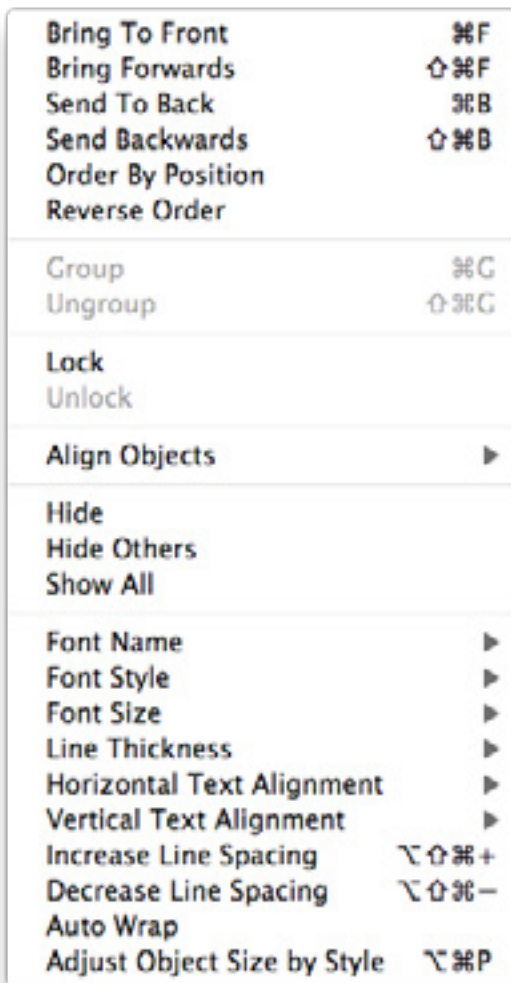 Bring To Front ⌘F
Bring Forwards ⇧⌘F
Send To Back ⌘B
Send Backwards ⇧⌘B
Order By Position
Reverse Order
Group ⌘G
Ungroup ⇧⌘G
Lock
Unlock
Align Objects ▶
Hide
Hide Others
Show All
Font Name ▶
Font Style ▶
Font Size ▶
Line Thickness ▶
Horizontal Text Alignment ▶
Vertical Text Alignment ▶
Increase Line Spacing ⌥⇧⌘+
Decrease Line Spacing ⌥⇧⌘−
Auto Wrap
Adjust Object Size by Style ⌥⌘P